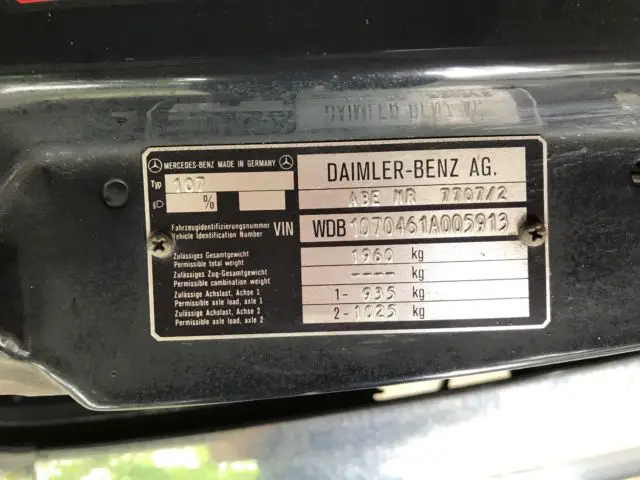 MERCEDES-BENZ MADE IN GERMANY
DAIMLER-BENZ AG.
Typ 107
ABE NR. 7707/2
%
Fahrzeugidentifizierungsnummer
Vehicle Identification Number
VIN
WDB 1070461A005913
Zulässiges Gesamtgewicht
Permissible total weight
1960 kg
Zulässiges Zug-Gesamtgewicht
Permissible combination weight
---- kg
Zulässige Achslast, Achse 1
Permissible axle load, axle 1
1- 935 kg
Zulässige Achslast, Achse 2
Permissible axle load, axle 2
2- 1025 kg